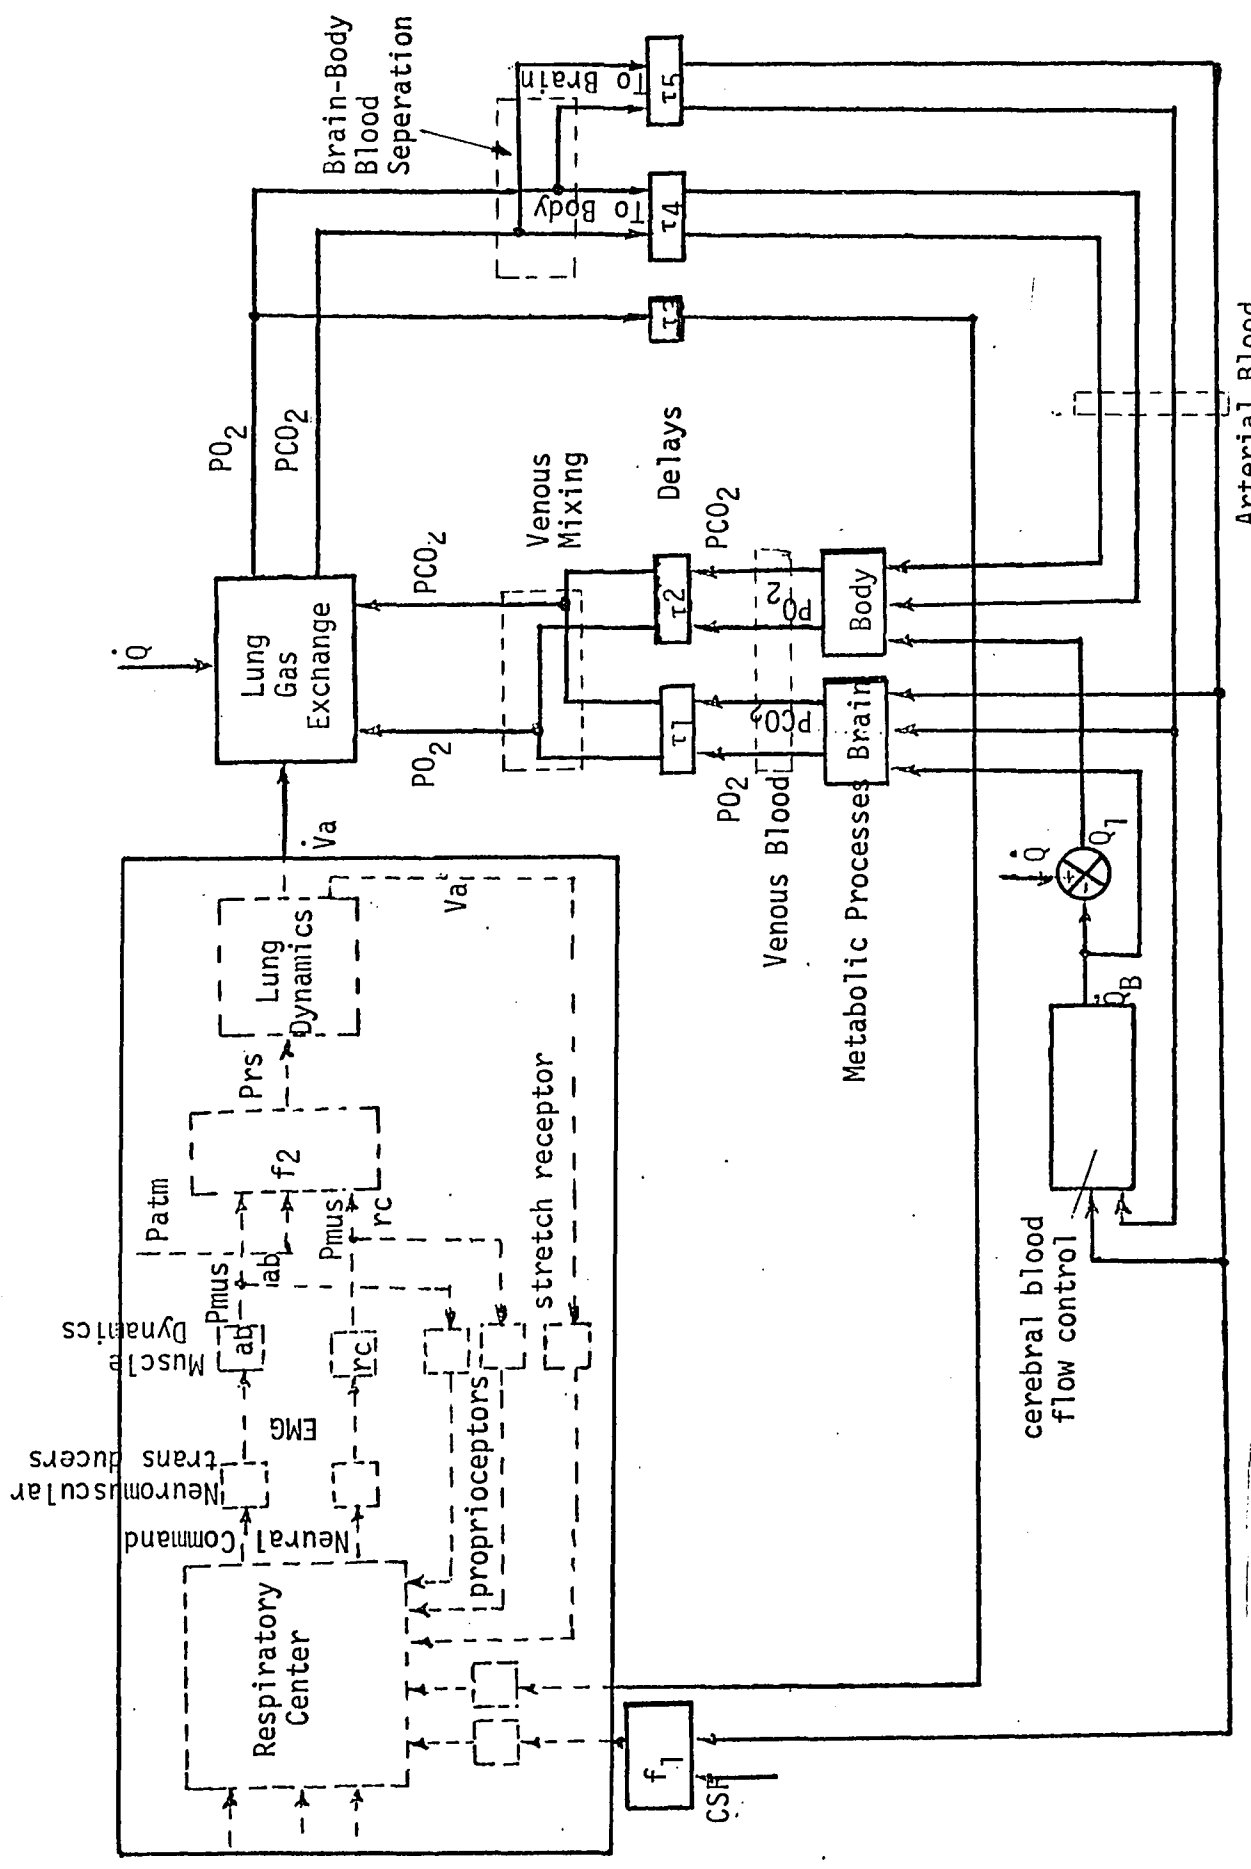 Brain-Body
Blood
Seperation
To Brain
To Body
τ5
τ4
τ3
PO2
PCO2
Delays
Venous
Mixing
Q̇
Lung
Gas
Exchange
PCO2
PO2
τ2
τ1
PCO2
PO2
PCO2
PO2
Venous Blood
Body
Brain
Metabolic Processes
Arterial Blood
V̇a
Lung
Dynamics
Va
Prs
f2
Patm
Pmus
ab
Pmus
rc
stretch receptor
Muscle
Dynamics
ab
rc
EMG
Neuromuscular
trans ducers
Neural Command
proprioceptors
Respiratory
Center
f1
CSF
Q̇
+
-
Q1
Q̇B
cerebral blood
flow control